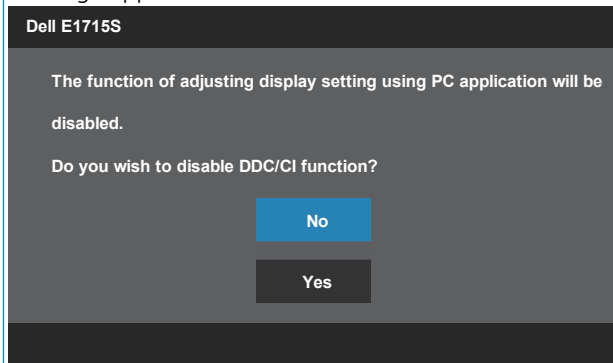 Dell E1715S
The function of adjusting display setting using PC application will be
disabled.
Do you wish to disable DDC/CI function?
No
Yes